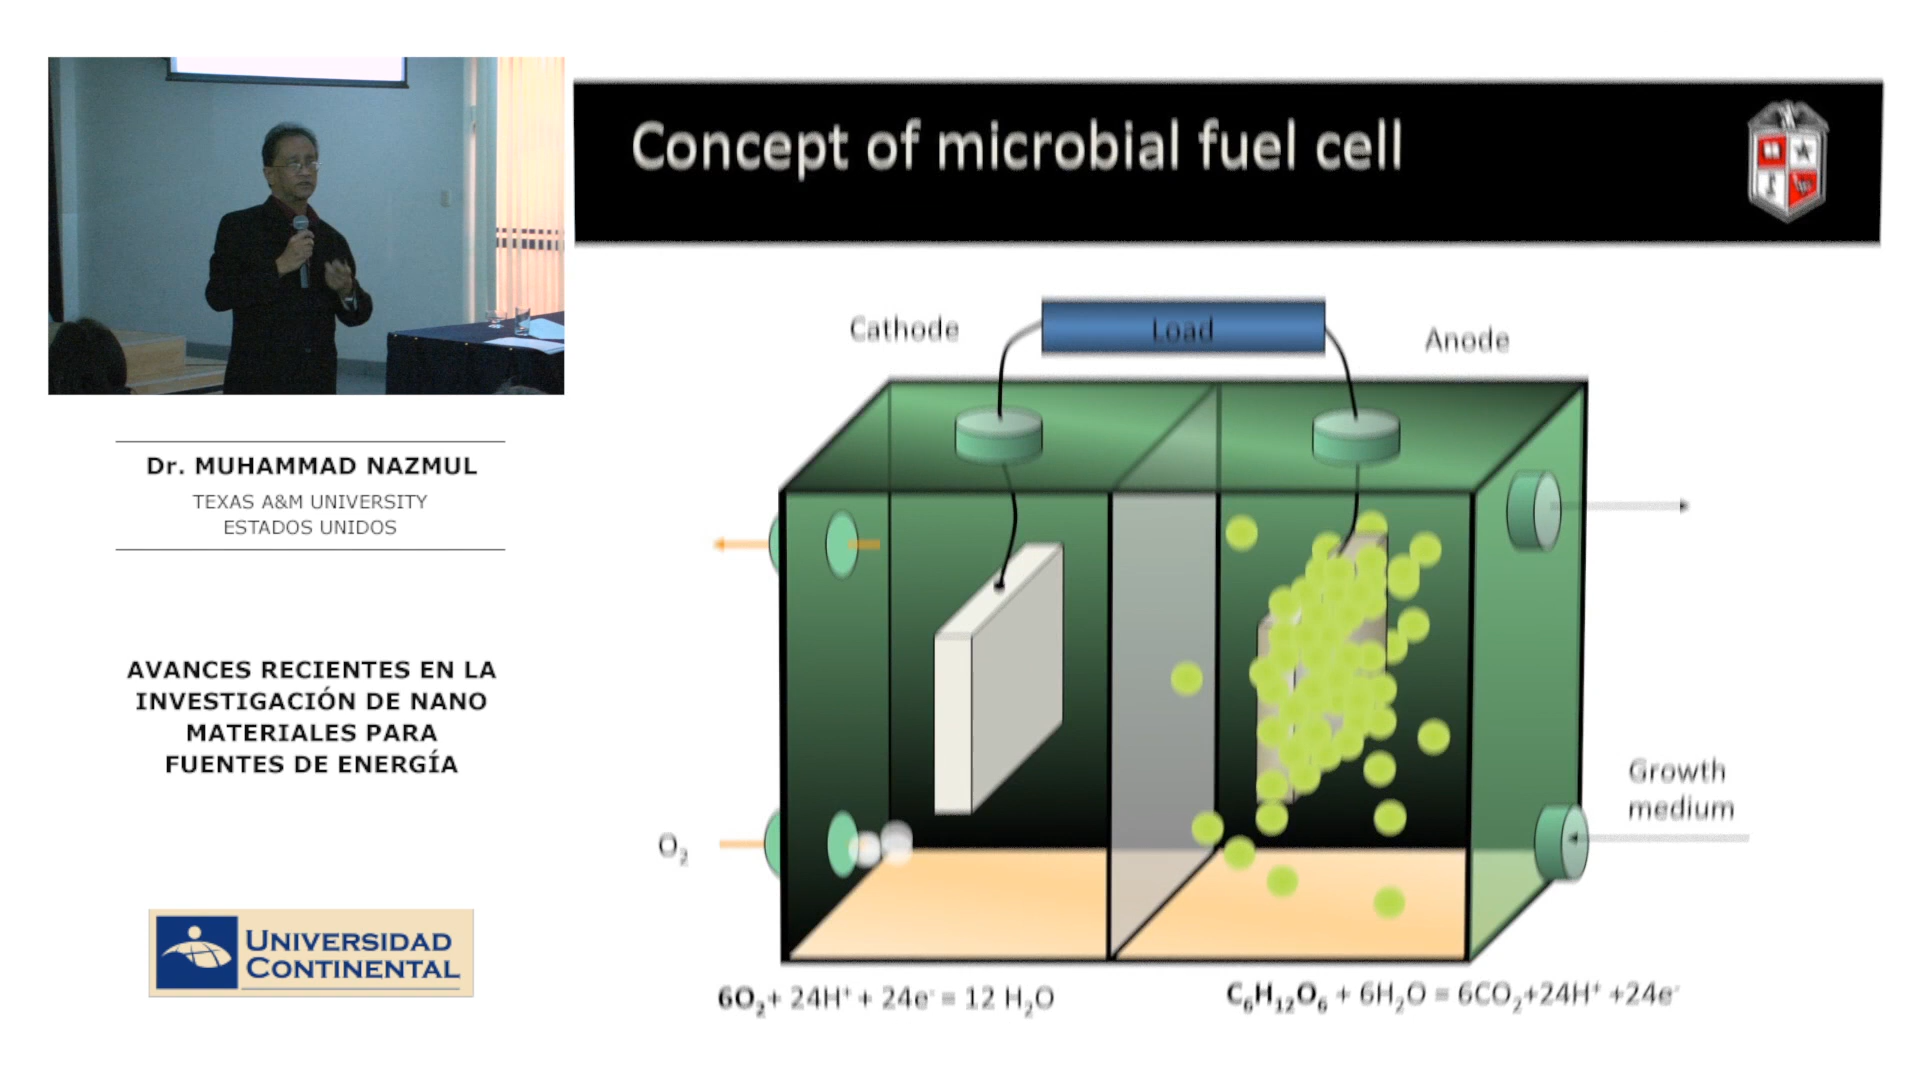 Concept of microbial fuel cell
Dr. MUHAMMAD NAZMUL
TEXAS A&M UNIVERSITY
ESTADOS UNIDOS
AVANCES RECIENTES EN LA
INVESTIGACIÓN DE NANO
MATERIALES PARA
FUENTES DE ENERGÍA
UNIVERSIDAD
CONTINENTAL
Cathode
Load
Anode
Growth
medium
O₂
6O₂+ 24H⁺ + 24e⁻ = 12 H₂O
C₆H₁₂O₆ + 6H₂O = 6CO₂+24H⁺ +24e⁻